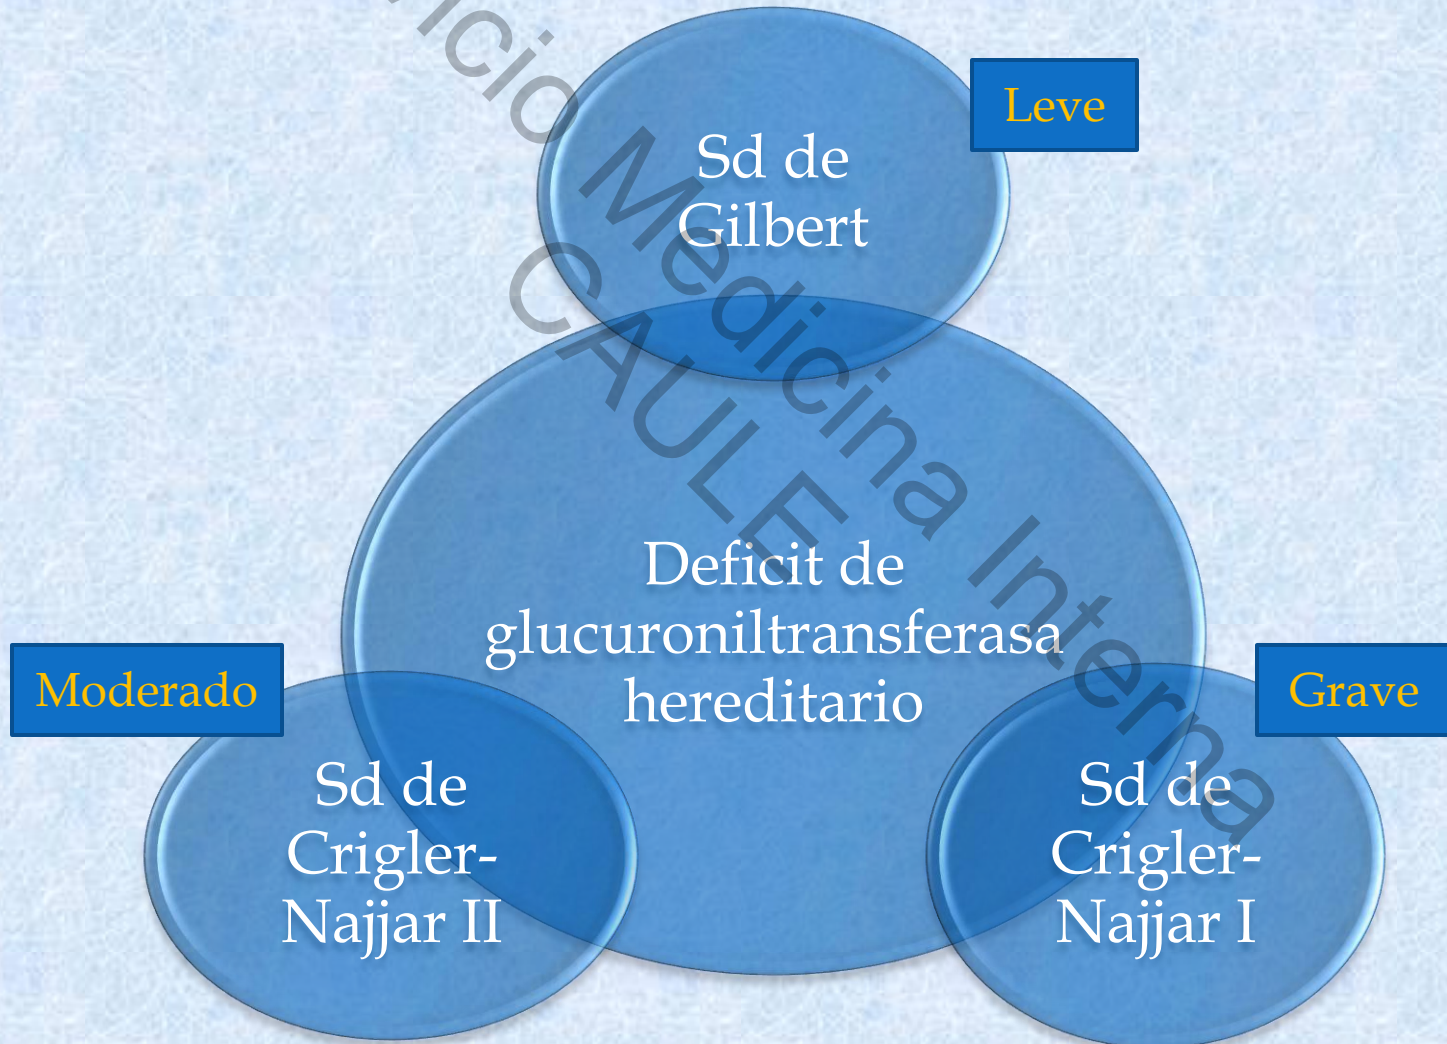 Leve
Sd de
Gilbert
Deficit de
glucuroniltransferasa
hereditario
Moderado
Sd de
Crigler-
Najjar II
Grave
Sd de
Crigler-
Najjar I
Medicina Interna
CAULE